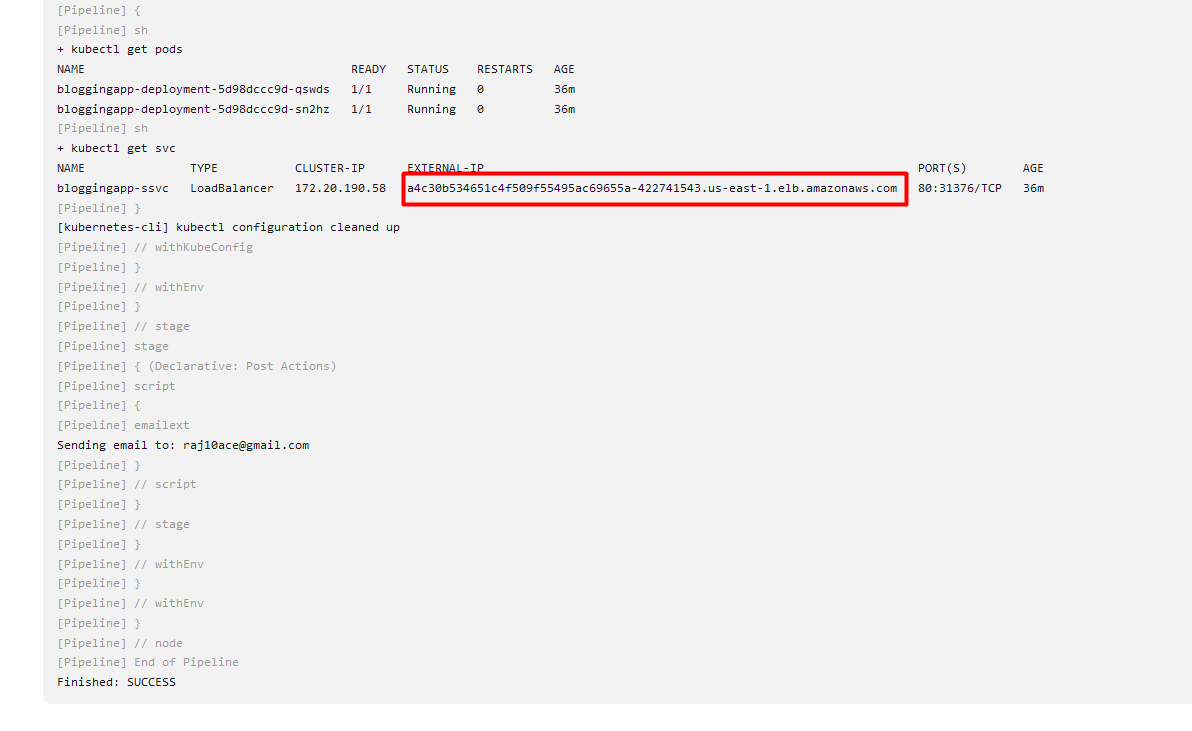 [Pipeline] {
[Pipeline] sh
+ kubectl get pods
NAME READY STATUS RESTARTS AGE
bloggingapp-deployment-5d98dccc9d-qswds 1/1 Running 0 36m
bloggingapp-deployment-5d98dccc9d-sn2hz 1/1 Running 0 36m
[Pipeline] sh
+ kubectl get svc
NAME TYPE CLUSTER-IP EXTERNAL-IP PORT(S) AGE
bloggingapp-ssvc LoadBalancer 172.20.190.58 a4c30b534651c4f509f55495ac69655a-422741543.us-east-1.elb.amazonaws.com 80:31376/TCP 36m
[Pipeline] }
[kubernetes-cli] kubectl configuration cleaned up
[Pipeline] // withKubeConfig
[Pipeline] }
[Pipeline] // withEnv
[Pipeline] }
[Pipeline] // stage
[Pipeline] stage
[Pipeline] { (Declarative: Post Actions)
[Pipeline] script
[Pipeline] {
[Pipeline] emailext
Sending email to: raj10ace@gmail.com
[Pipeline] }
[Pipeline] // script
[Pipeline] }
[Pipeline] // stage
[Pipeline] }
[Pipeline] // withEnv
[Pipeline] }
[Pipeline] // withEnv
[Pipeline] }
[Pipeline] // node
[Pipeline] End of Pipeline
Finished: SUCCESS